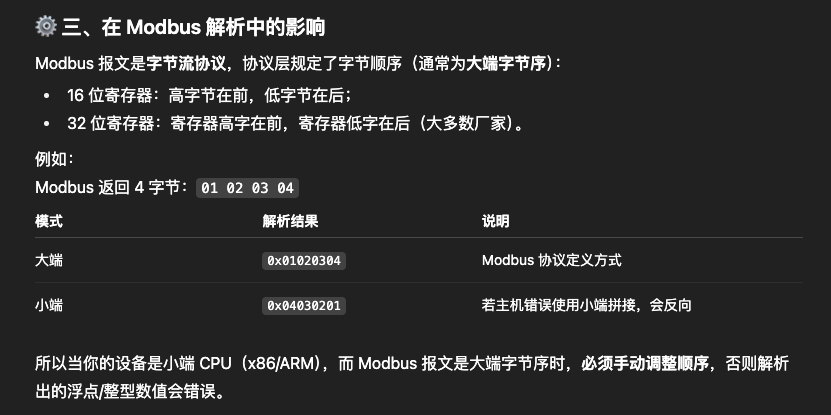 ⚙️ 三、在 Modbus 解析中的影响
Modbus 报文是字节流协议，协议层规定了字节顺序（通常为大端字节序）：
• 16 位寄存器：高字节在前，低字节在后；
• 32 位寄存器：寄存器高字在前，寄存器低字在后（大多数厂家）。
例如：
Modbus 返回 4 字节：01 02 03 04
模式 解析结果 说明
大端 0x01020304 Modbus 协议定义方式
小端 0x04030201 若主机错误使用小端拼接，会反向
所以当你的设备是小端 CPU（x86/ARM），而 Modbus 报文是大端字节序时，必须手动调整顺序，否则解析
出的浮点/整型数值会错误。